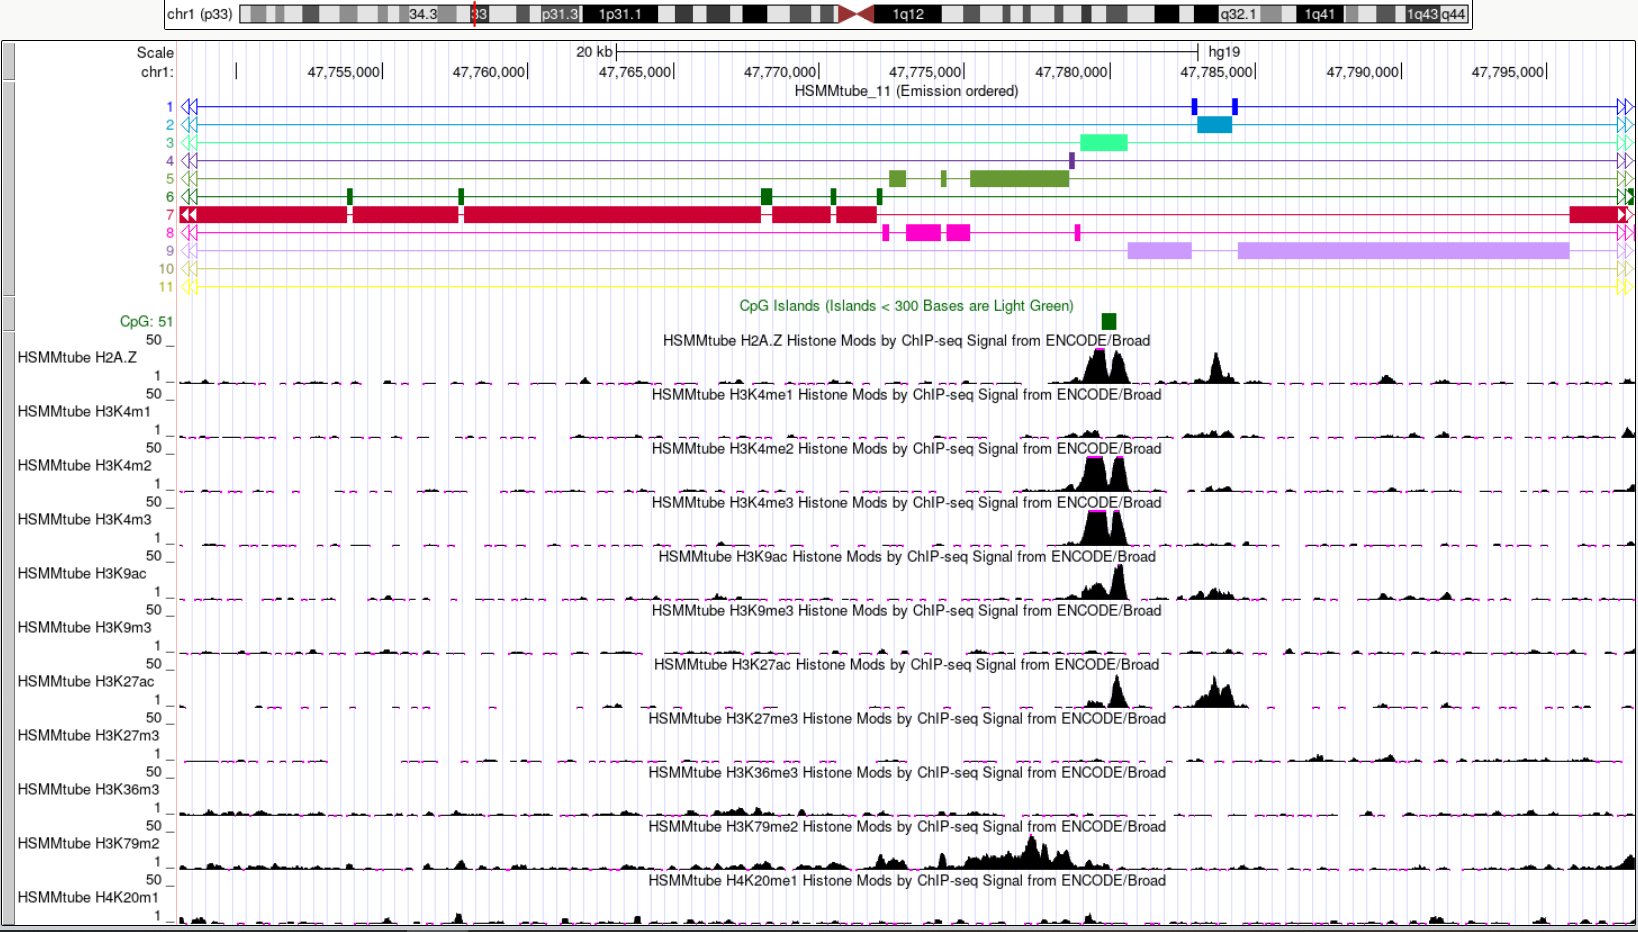 chr1 (p33) 34.3 33 p31.3 1p31.1 1q12 q32.1 1q41 1q43 q44
Scale 20 kb hg19
chr1: 47,755,000 47,760,000 47,765,000 47,770,000 47,775,000 47,780,000 47,785,000 47,790,000 47,795,000
HSMMtube_11 (Emission ordered)
1
2
3
4
5
6
7
8
9
10
11
CpG Islands (Islands < 300 Bases are Light Green)
CpG: 51
50 _ HSMMtube H2A.Z Histone Mods by ChIP-seq Signal from ENCODE/Broad
HSMMtube H2A.Z
1 _
50 _ HSMMtube H3K4me1 Histone Mods by ChIP-seq Signal from ENCODE/Broad
HSMMtube H3K4m1
1 _
50 _ HSMMtube H3K4me2 Histone Mods by ChIP-seq Signal from ENCODE/Broad
HSMMtube H3K4m2
1 _
50 _ HSMMtube H3K4me3 Histone Mods by ChIP-seq Signal from ENCODE/Broad
HSMMtube H3K4m3
1 _
50 _ HSMMtube H3K9ac Histone Mods by ChIP-seq Signal from ENCODE/Broad
HSMMtube H3K9ac
1 _
50 _ HSMMtube H3K9me3 Histone Mods by ChIP-seq Signal from ENCODE/Broad
HSMMtube H3K9m3
1 _
50 _ HSMMtube H3K27ac Histone Mods by ChIP-seq Signal from ENCODE/Broad
HSMMtube H3K27ac
1 _
50 _ HSMMtube H3K27me3 Histone Mods by ChIP-seq Signal from ENCODE/Broad
HSMMtube H3K27m3
1 _
50 _ HSMMtube H3K36me3 Histone Mods by ChIP-seq Signal from ENCODE/Broad
HSMMtube H3K36m3
1 _
50 _ HSMMtube H3K79me2 Histone Mods by ChIP-seq Signal from ENCODE/Broad
HSMMtube H3K79m2
1 _
50 _ HSMMtube H4K20me1 Histone Mods by ChIP-seq Signal from ENCODE/Broad
HSMMtube H4K20m1
1 _